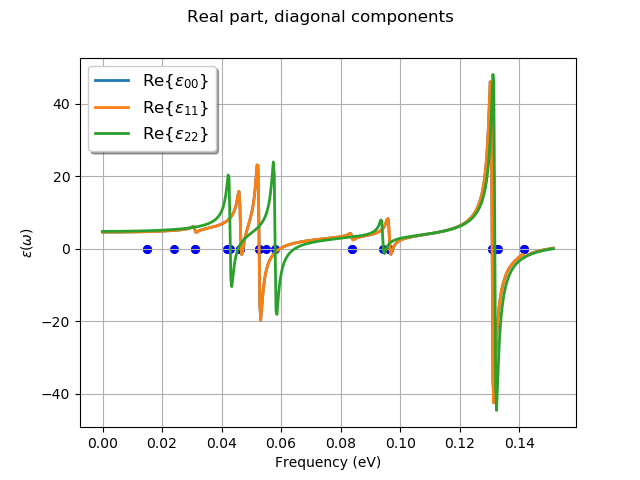 Real part, diagonal components
Re{ε₀₀}
Re{ε₁₁}
Re{ε₂₂}
40
20
0
−20
−40
ε(ω)
0.00 0.02 0.04 0.06 0.08 0.10 0.12 0.14
Frequency (eV)